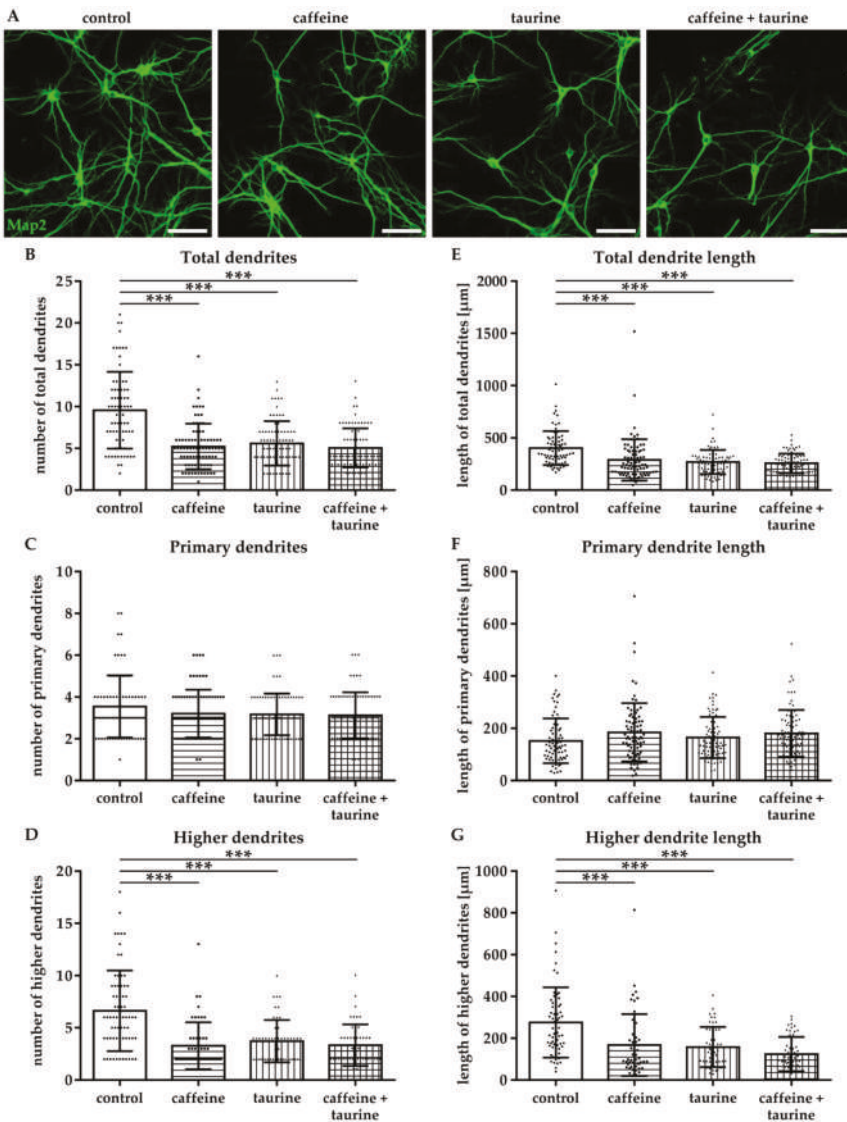 A
control
caffeine
taurine
caffeine + taurine
Map2
B
Total dendrites
***
***
***
number of total dendrites
25
20
15
10
5
0
control
caffeine
taurine
caffeine +
taurine
E
Total dendrite length
***
***
***
length of total dendrites [µm]
2000
1500
1000
500
0
control
caffeine
taurine
caffeine +
taurine
C
Primary dendrites
number of primary dendrites
10
8
6
4
2
0
control
caffeine
taurine
caffeine +
taurine
F
Primary dendrite length
length of primary dendrites [µm]
800
600
400
200
0
control
caffeine
taurine
caffeine +
taurine
D
Higher dendrites
***
***
***
number of higher dendrites
20
15
10
5
0
control
caffeine
taurine
caffeine +
taurine
G
Higher dendrite length
***
***
***
length of higher dendrites [µm]
1000
800
600
400
200
0
control
caffeine
taurine
caffeine +
taurine